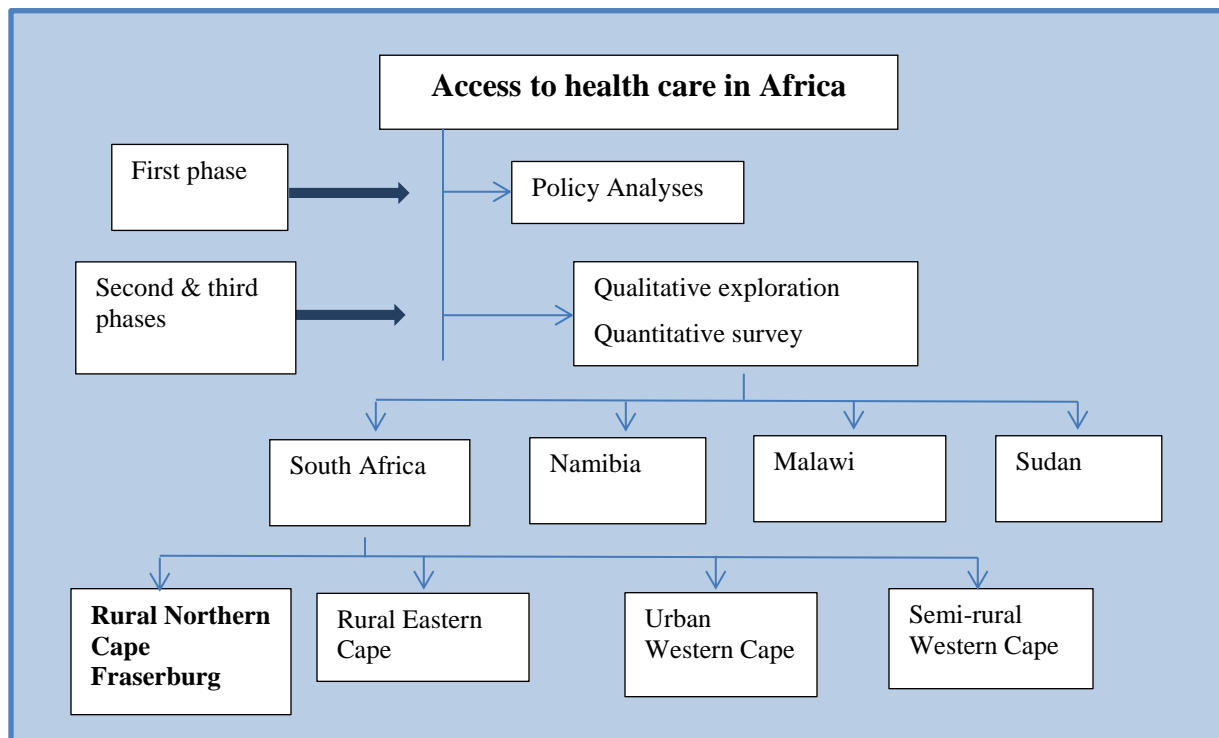 Access to health care in Africa
First phase
Policy Analyses
Second & third
phases
Qualitative exploration
Quantitative survey
South Africa
Namibia
Malawi
Sudan
Rural Northern
Cape
Fraserburg
Rural Eastern
Cape
Urban
Western Cape
Semi-rural
Western Cape